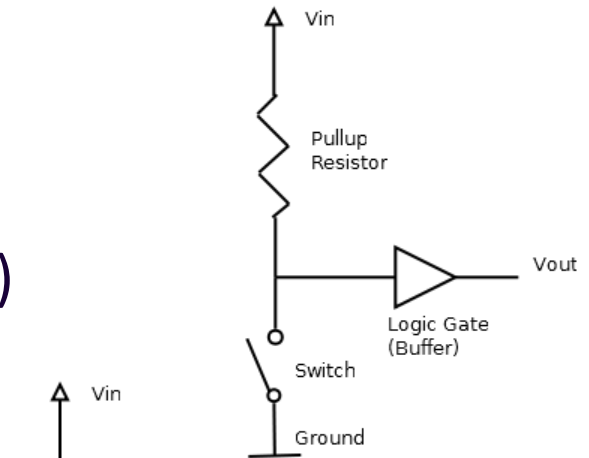 Vin
Pullup
Resistor
)
Vout
Logic Gate
(Buffer)
Switch
Vin
Ground